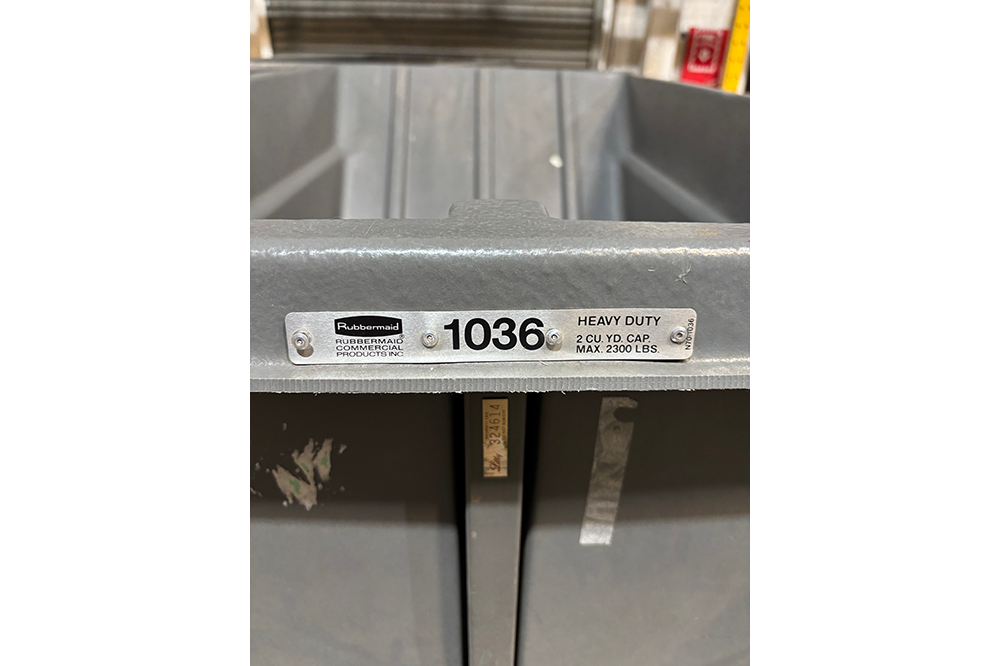 Rubbermaid
RUBBERMAID
COMMERCIAL
PRODUCTS INC
1036
HEAVY DUTY
2 CU. YD. CAP.
MAX. 2300 LBS.
324614